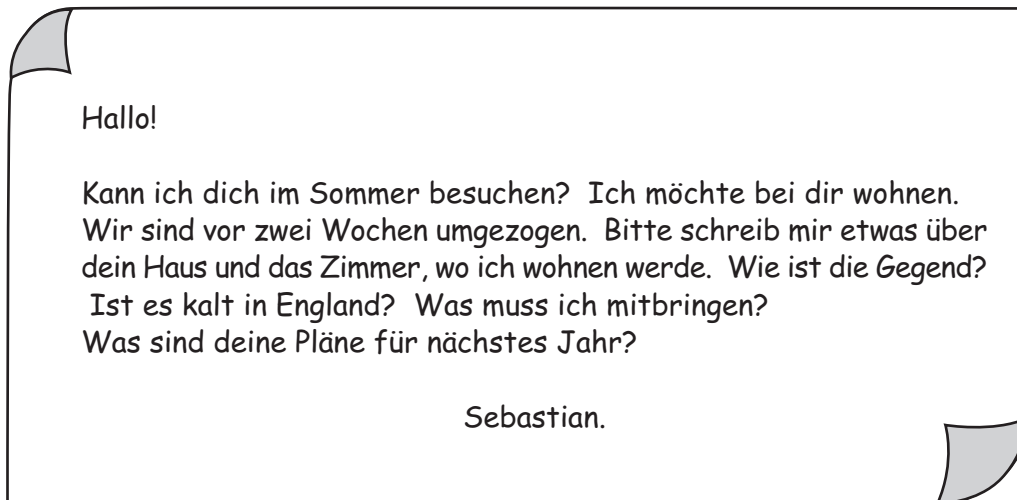 Hallo!
Kann ich dich im Sommer besuchen? Ich möchte bei dir wohnen.
Wir sind vor zwei Wochen umgezogen. Bitte schreib mir etwas über
dein Haus und das Zimmer, wo ich wohnen werde. Wie ist die Gegend?
Ist es kalt in England? Was muss ich mitbringen?
Was sind deine Pläne für nächstes Jahr?
Sebastian.